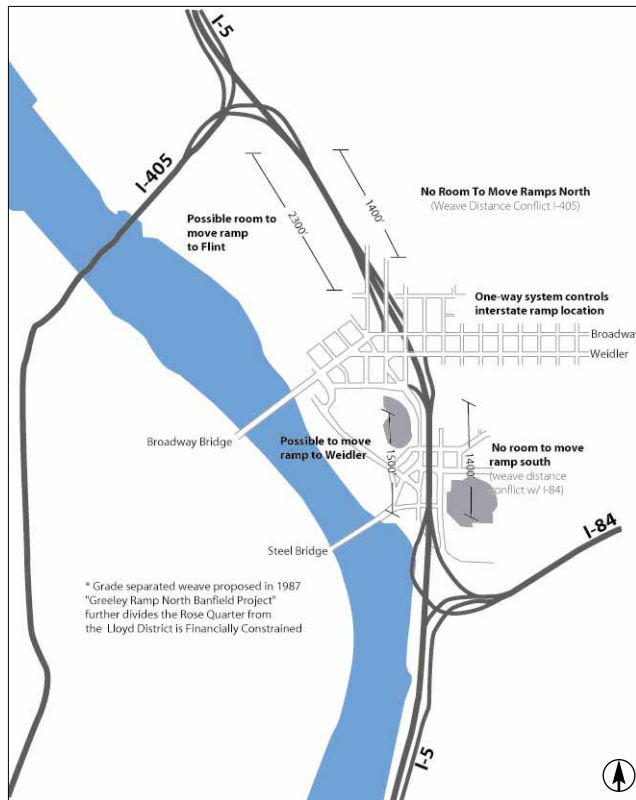 I-5
I-405
1400'
2300'
No Room To Move Ramps North
(Weave Distance Conflict I-405)
Possible room to
move ramp
to Flint
One-way system controls
interstate ramp location
Broadway
Weidler
Broadway Bridge
Possible to move
ramp to Weidler
1500'
1400'
No room to move
ramp south
(weave distance
conflict w/ I-84)
I-84
Steel Bridge
* Grade separated weave proposed in 1987
"Greeley Ramp North Banfield Project"
further divides the Rose Quarter from
the Lloyd District is Financially Constrained
I-5